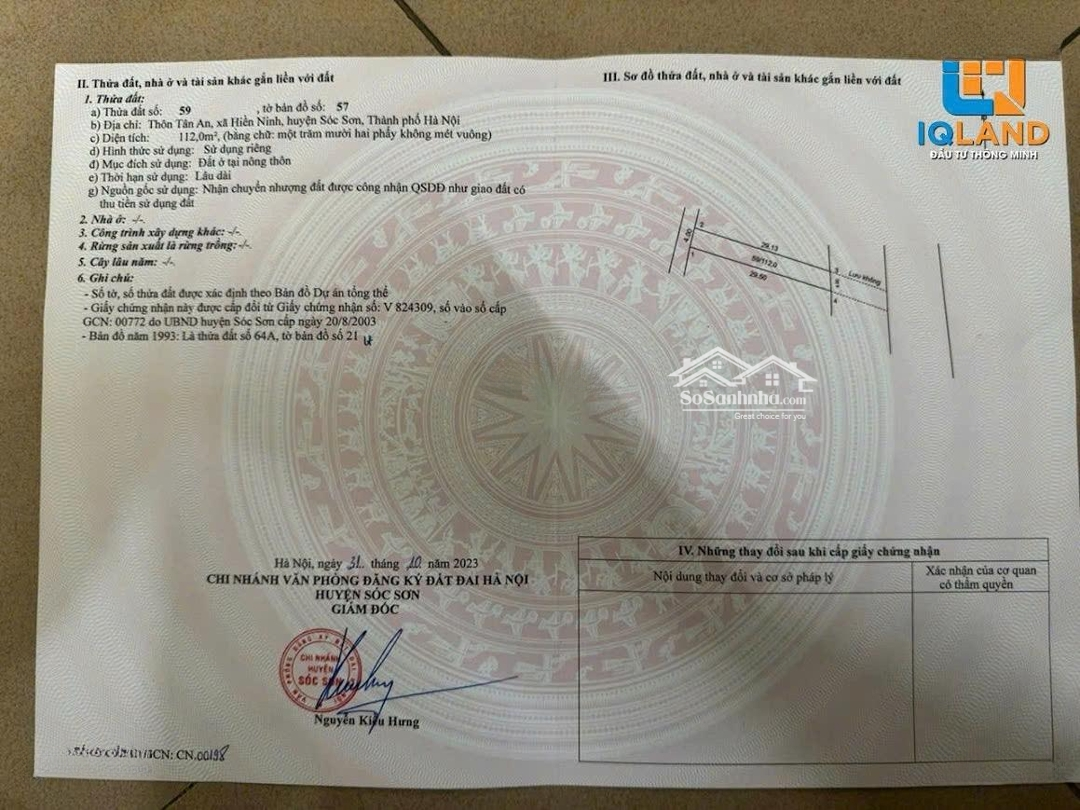 II. Thửa đất, nhà ở và tài sản khác gắn liền với đất
1. Thửa đất:
a) Thửa đất số: 59 , tờ bản đồ số: 57
b) Địa chỉ: Thôn Tân An, xã Hiền Ninh, huyện Sóc Sơn, Thành phố Hà Nội
c) Diện tích: 112,0m², (bằng chữ: một trăm mười hai phẩy không mét vuông)
d) Hình thức sử dụng: Sử dụng riêng
đ) Mục đích sử dụng: Đất ở tại nông thôn
e) Thời hạn sử dụng: Lâu dài
g) Nguồn gốc sử dụng: Nhận chuyển nhượng đất được công nhận QSDĐ như giao đất có
thu tiền sử dụng đất
2. Nhà ở: -/-.
3. Công trình xây dựng khác: -/-.
4. Rừng sản xuất là rừng trồng: -/-.
5. Cây lâu năm: -/-.
6. Ghi chú:
- Số tờ, số thửa đất được xác định theo Bản đồ Dự án tổng thể
- Giấy chứng nhận này được cấp đổi từ Giấy chứng nhận số: V 824309, số vào sổ cấp
GCN: 00772 do UBND huyện Sóc Sơn cấp ngày 20/8/2003
- Bản đồ năm 1993: Là thửa đất số 64A, tờ bản đồ số 21
Hà Nội, ngày 31 tháng 10 năm 2023
CHI NHÁNH VĂN PHÒNG ĐĂNG KÝ ĐẤT ĐAI HÀ NỘI
HUYỆN SÓC SƠN
GIÁM ĐỐC
CHI NHÁNH
HUYỆN
SÓC SƠN
Nguyễn Kiều Hưng
GCN: CN.00198
III. Sơ đồ thửa đất, nhà ở và tài sản khác gắn liền với đất
IQLAND
ĐẦU TƯ THÔNG MINH
4.00
29.13
59/112.0
29.50
1
3
4
Lưu không
SoSanhnha.com
Great choice for you
IV. Những thay đổi sau khi cấp giấy chứng nhận
Nội dung thay đổi và cơ sở pháp lý
Xác nhận của cơ quan
có thẩm quyền